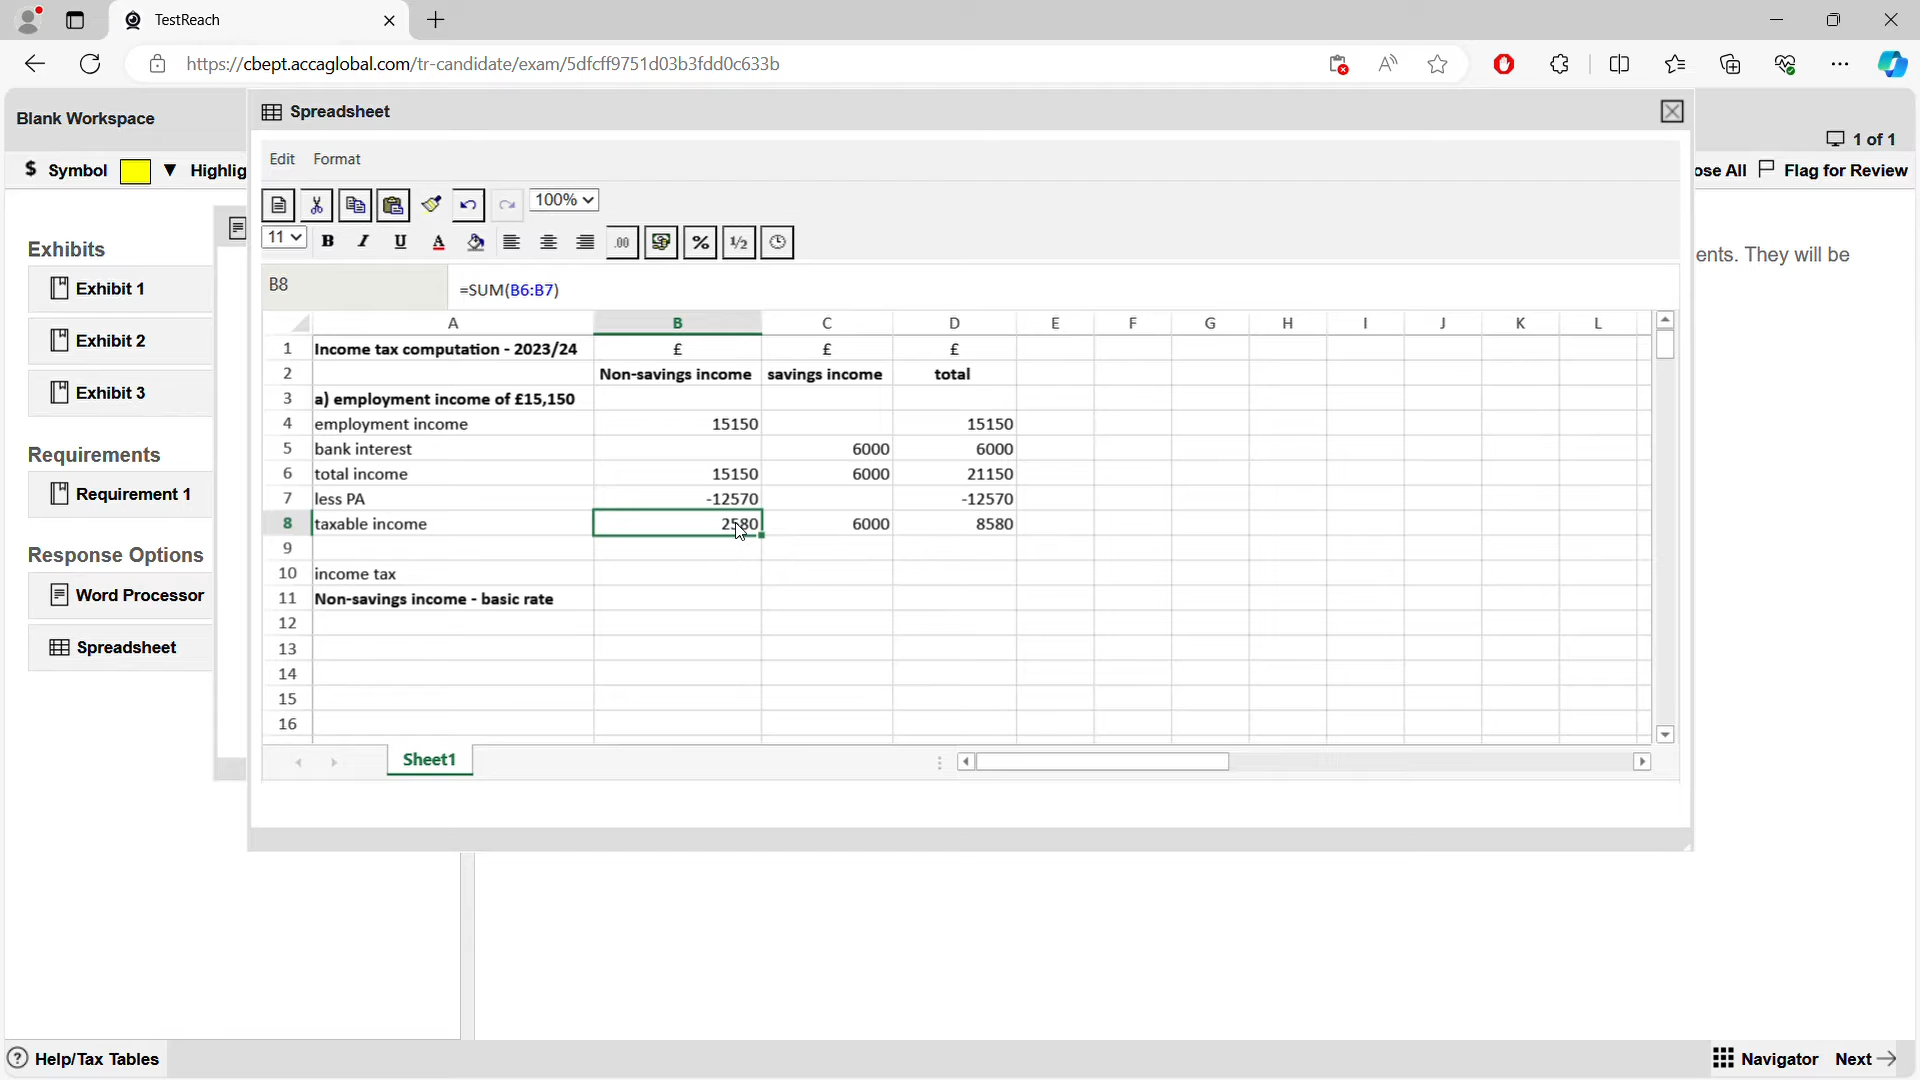 TestReach
https://cbept.accaglobal.com/tr-candidate/exam/5dfcff9751d03b3fdd0c633b
Blank Workspace
Spreadsheet
1 of 1
$ Symbol
Highlig
ose All
Flag for Review
Edit Format
100%
11 B I U A .00 % 1/2
Exhibits
Exhibit 1
Exhibit 2
Exhibit 3
Requirements
Requirement 1
Response Options
Word Processor
Spreadsheet
ents. They will be
B8 =SUM(B6:B7)
A B C D E F G H I J K L
1 Income tax computation - 2023/24 £ £ £
2 Non-savings income savings income total
3 a) employment income of £15,150
4 employment income 15150 15150
5 bank interest 6000 6000
6 total income 15150 6000 21150
7 less PA -12570 -12570
8 taxable income 2580 6000 8580
9
10 income tax
11 Non-savings income - basic rate
12
13
14
15
16
Sheet1
Help/Tax Tables
Navigator
Next